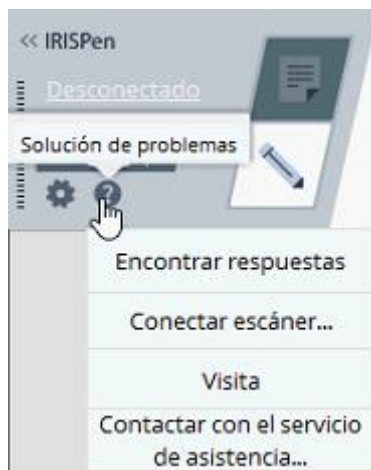 << IRISPen
Desconectado
Solución de problemas
?
Encontrar respuestas
Conectar escáner...
Visita
Contactar con el servicio
de asistencia...